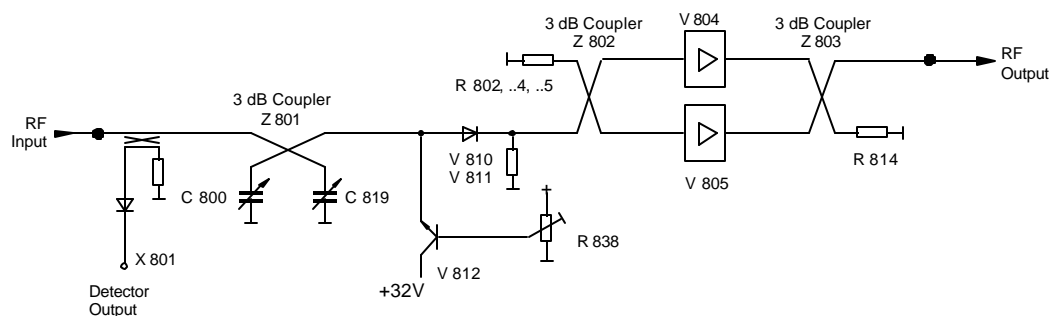 3 dB Coupler
Z 802
V 804
3 dB Coupler
Z 803
RF
Output
R 802, ..4, ..5
3 dB Coupler
Z 801
RF
Input
V 810
V 811
V 805
R 814
C 800
C 819
R 838
X 801
V 812
+32V
Detector
Output